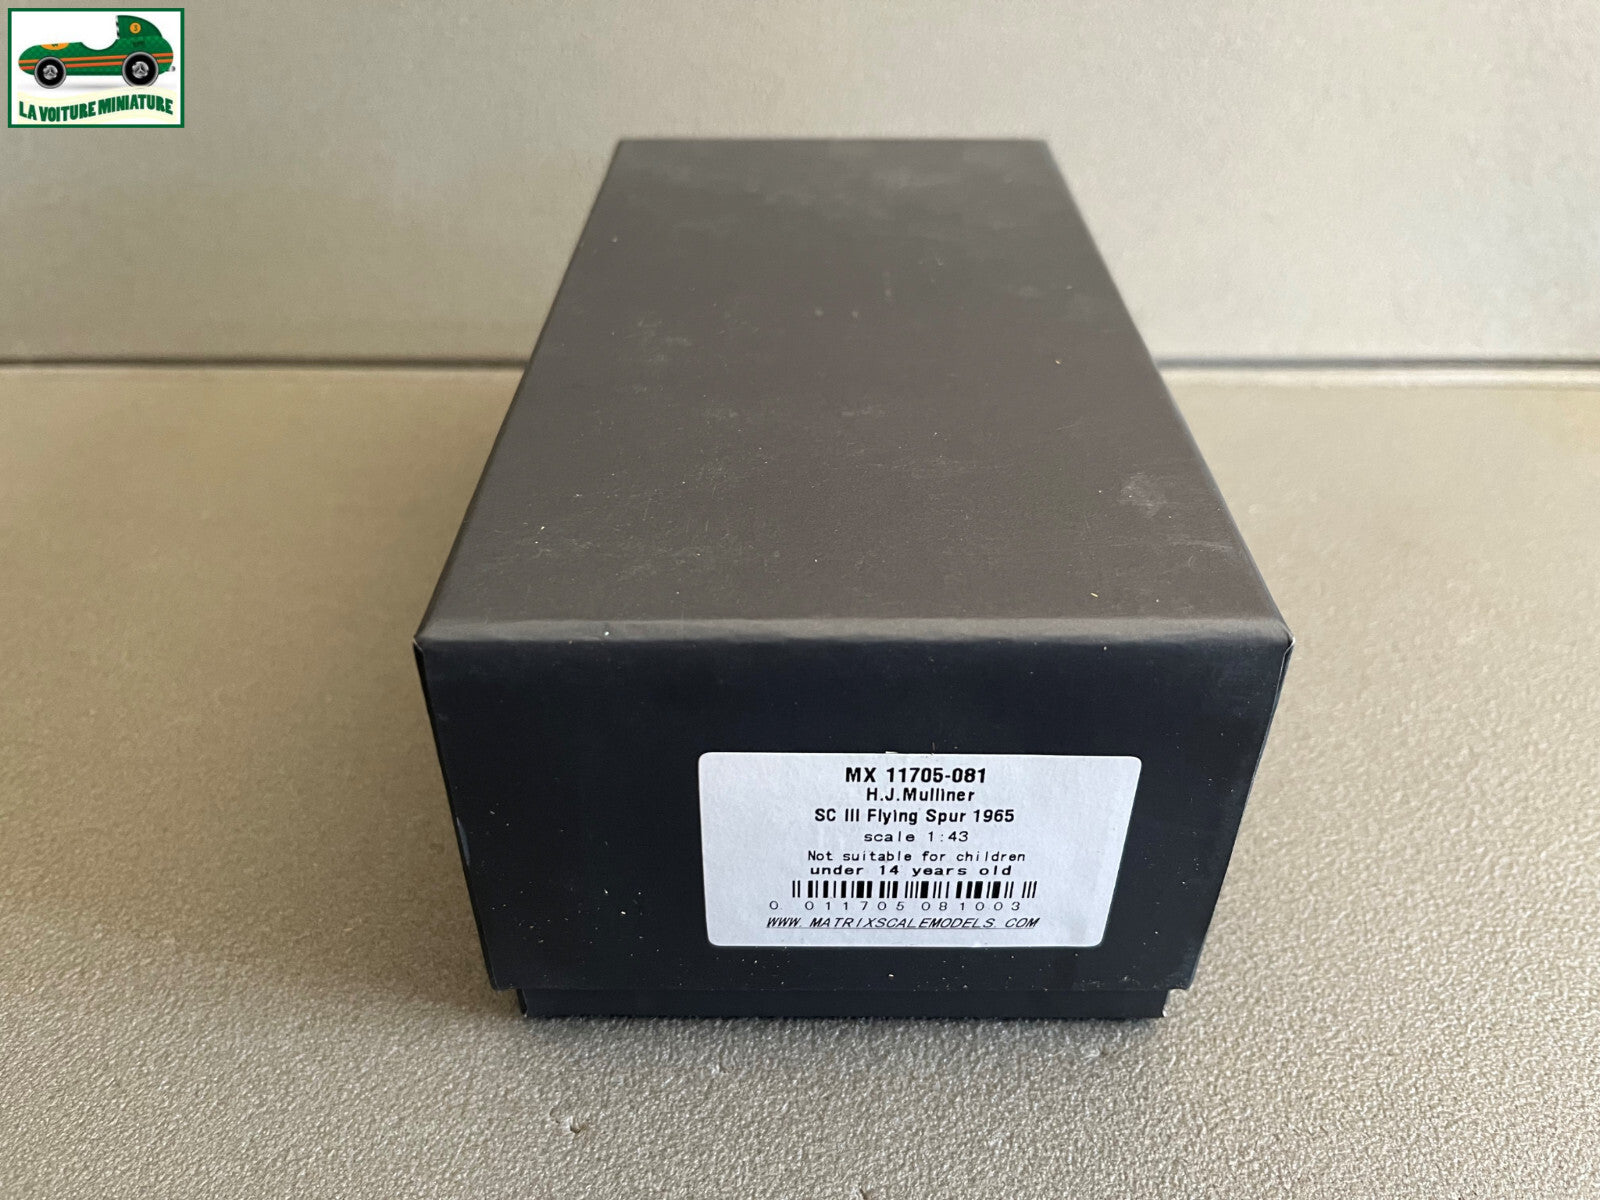 LA VOITURE MINIATURE
MX 11705-081
H.J.Mulliner
SC III Flying Spur 1965
scale 1:43
Not suitable for children
under 14 years old
0 011705 081003
WWW.MATRIXSCALEMODELS.COM